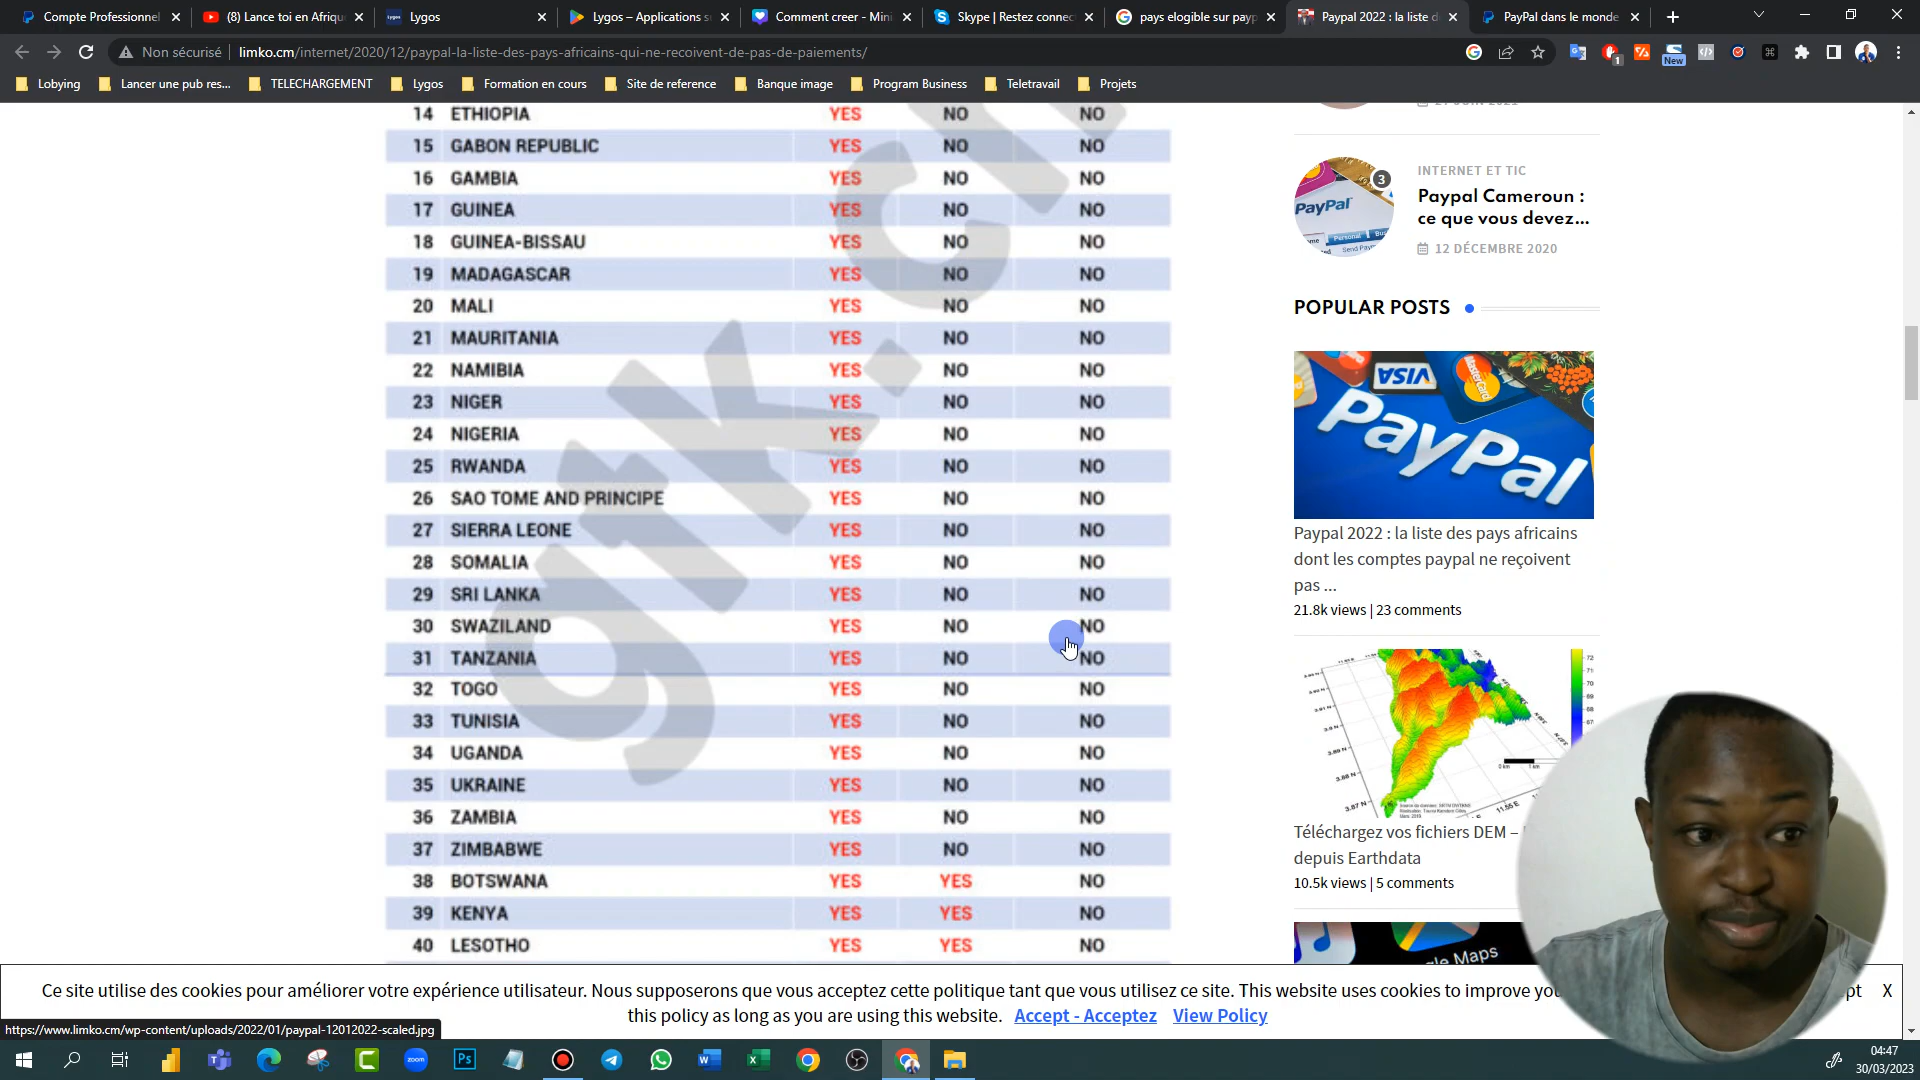 Compte Professionnel
(8) Lance toi en Afriqu
Lygos
Lygos – Applications s
Comment creer - Mini
Skype | Restez connec
pays elogible sur payp
Paypal 2022 : la liste d
PayPal dans le monde
Non sécurisé
limko.cm/internet/2020/12/paypal-la-liste-des-pays-africains-qui-ne-recoivent-de-pas-de-paiements/
1
New
Lobying
Lancer une pub res...
TELECHARGEMENT
Lygos
Formation en cours
Site de reference
Banque image
Program Business
Teletravail
Projets
14 ETHIOPIA YES NO NO
15 GABON REPUBLIC YES NO NO
16 GAMBIA YES NO NO
17 GUINEA YES NO NO
18 GUINEA-BISSAU YES NO NO
19 MADAGASCAR YES NO NO
20 MALI YES NO NO
21 MAURITANIA YES NO NO
22 NAMIBIA YES NO NO
23 NIGER YES NO NO
24 NIGERIA YES NO NO
25 RWANDA YES NO NO
26 SAO TOME AND PRINCIPE YES NO NO
27 SIERRA LEONE YES NO NO
28 SOMALIA YES NO NO
29 SRI LANKA YES NO NO
30 SWAZILAND YES NO NO
31 TANZANIA YES NO NO
32 TOGO YES NO NO
33 TUNISIA YES NO NO
34 UGANDA YES NO NO
35 UKRAINE YES NO NO
36 ZAMBIA YES NO NO
37 ZIMBABWE YES NO NO
38 BOTSWANA YES YES NO
39 KENYA YES YES NO
40 LESOTHO YES YES NO
3
PayPal
INTERNET ET TIC
Paypal Cameroun :
ce que vous devez...
12 DÉCEMBRE 2020
POPULAR POSTS
VISA
MasterCard
PayPal
Paypal 2022 : la liste des pays africains
dont les comptes paypal ne reçoivent
pas ...
21.8k views | 23 comments
Téléchargez vos fichiers DEM –
depuis Earthdata
10.5k views | 5 comments
gle Maps
Ce site utilise des cookies pour améliorer votre expérience utilisateur. Nous supposerons que vous acceptez cette politique tant que vous utilisez ce site. This website uses cookies to improve you
pt X
this policy as long as you are using this website. Accept - Acceptez View Policy
https://www.limko.cm/wp-content/uploads/2022/01/paypal-12012022-scaled.jpg
zoom
Ps
04:47
30/03/2023